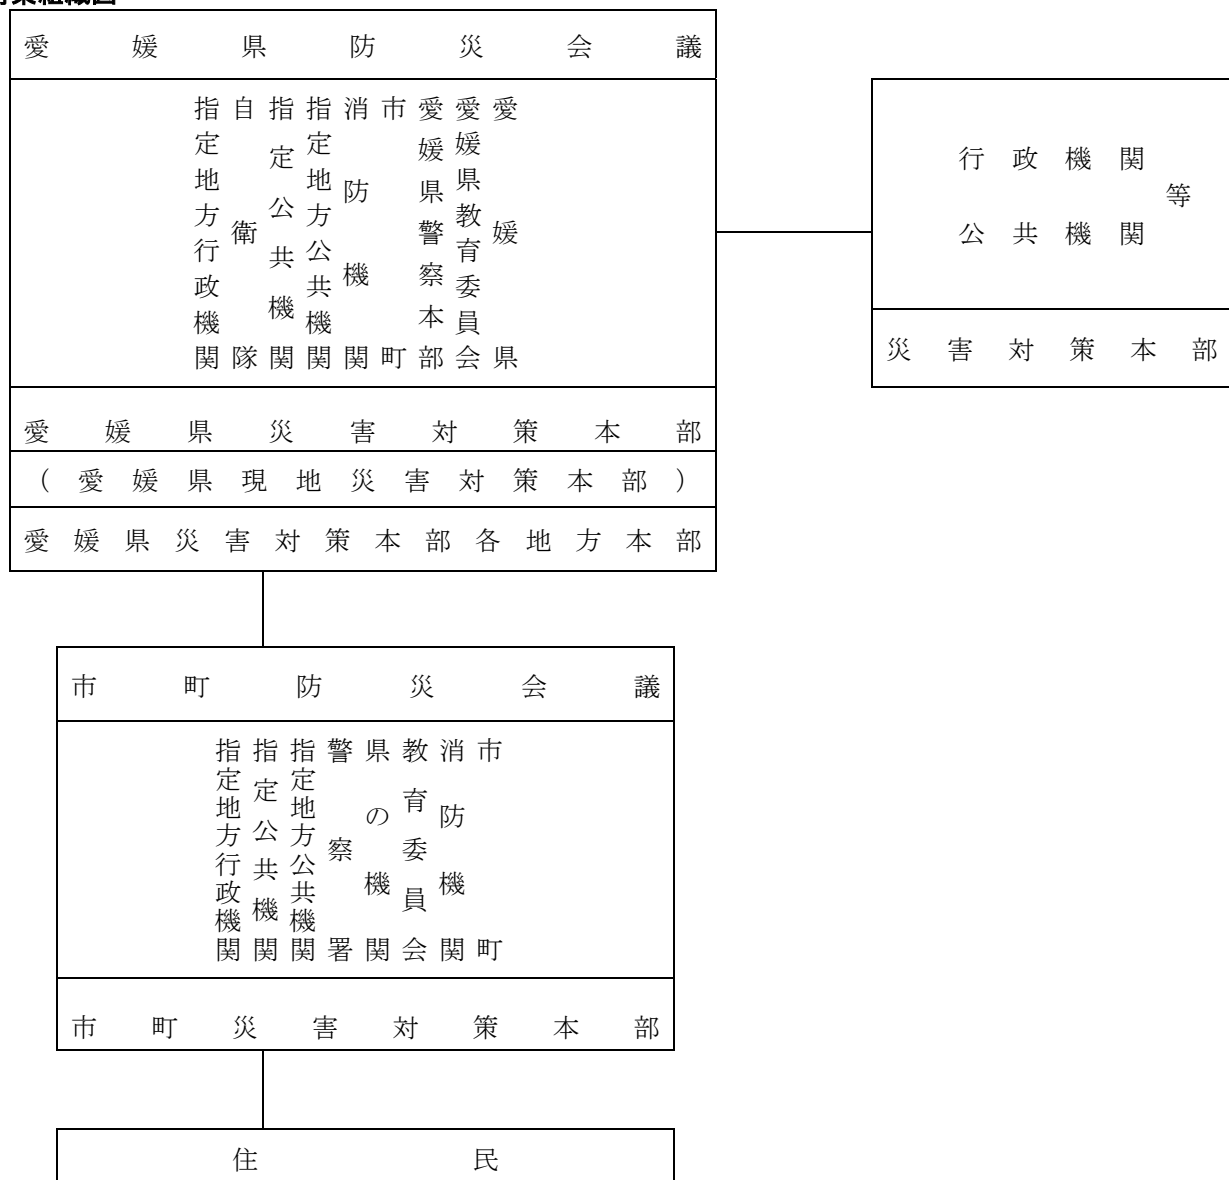 愛媛県防災会議
愛媛県
愛媛県教育委員会
愛媛県警察本部
市町
消防機関
指定地方公共機関
指定公共機関
自衛隊
指定地方行政機関
愛媛県災害対策本部
(愛媛県現地災害対策本部)
愛媛県災害対策本部各地方本部
行政機関
等
公共機関
災害対策本部
市町防災会議
市町
消防機関
教育委員会
県の機関
警察署
指定地方公共機関
指定公共機関
指定地方行政機関
市町災害対策本部
住民